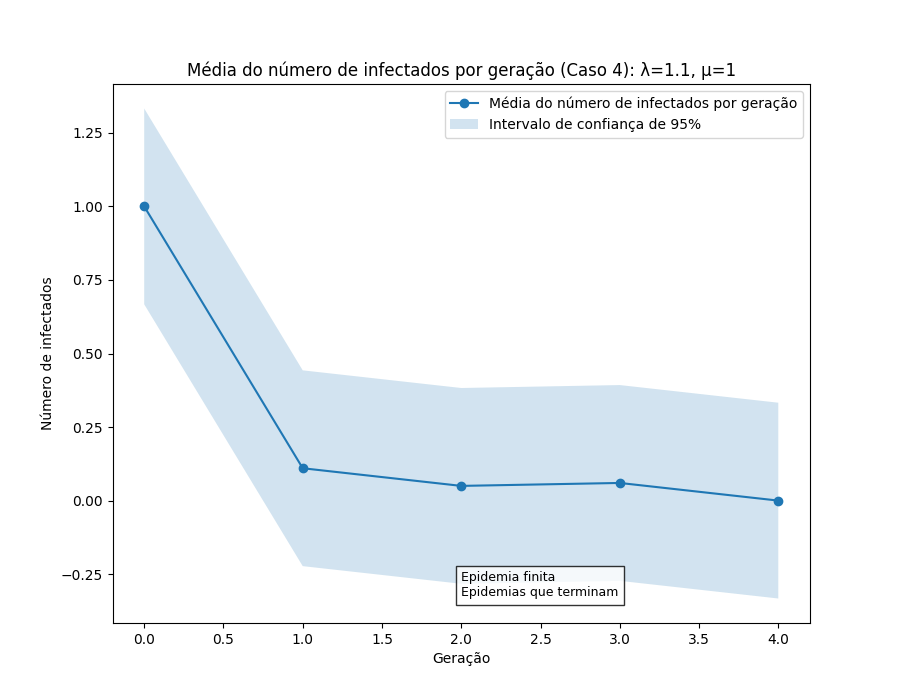 Média do número de infectados por geração (Caso 4): λ=1.1, μ=1
Média do número de infectados por geração
Intervalo de confiança de 95%
1.25
1.00
0.75
0.50
0.25
0.00
−0.25
Número de infectados
Epidemia finita
Epidemias que terminam
0.0 0.5 1.0 1.5 2.0 2.5 3.0 3.5 4.0
Geração